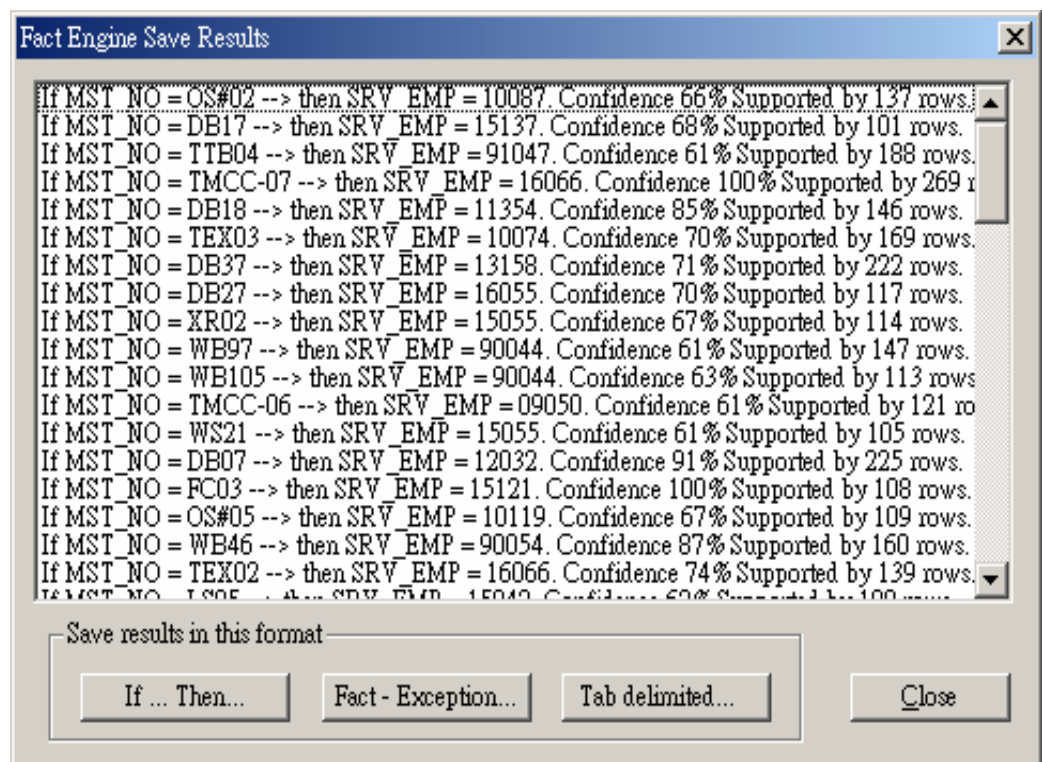 Fact Engine Save Results
If MST_NO = OS#02 --> then SRV_EMP = 10087. Confidence 66% Supported by 137 rows.
If MST_NO = DB17 --> then SRV_EMP = 15137. Confidence 68% Supported by 101 rows.
If MST_NO = TTB04 --> then SRV_EMP = 91047. Confidence 61% Supported by 188 rows.
If MST_NO = TMCC-07 --> then SRV_EMP = 16066. Confidence 100% Supported by 269 r
If MST_NO = DB18 --> then SRV_EMP = 11354. Confidence 85% Supported by 146 rows.
If MST_NO = TEX03 --> then SRV_EMP = 10074. Confidence 70% Supported by 169 rows.
If MST_NO = DB37 --> then SRV_EMP = 13158. Confidence 71% Supported by 222 rows.
If MST_NO = DB27 --> then SRV_EMP = 16055. Confidence 70% Supported by 117 rows.
If MST_NO = XR02 --> then SRV_EMP = 15055. Confidence 67% Supported by 114 rows.
If MST_NO = WB97 --> then SRV_EMP = 90044. Confidence 61% Supported by 147 rows.
If MST_NO = WB105 --> then SRV_EMP = 90044. Confidence 63% Supported by 113 rows
If MST_NO = TMCC-06 --> then SRV_EMP = 09050. Confidence 61% Supported by 121 ro
If MST_NO = WS21 --> then SRV_EMP = 15055. Confidence 61% Supported by 105 rows.
If MST_NO = DB07 --> then SRV_EMP = 12032. Confidence 91% Supported by 225 rows.
If MST_NO = FC03 --> then SRV_EMP = 15121. Confidence 100% Supported by 108 rows.
If MST_NO = OS#05 --> then SRV_EMP = 10119. Confidence 67% Supported by 109 rows.
If MST_NO = WB46 --> then SRV_EMP = 90054. Confidence 87% Supported by 160 rows.
If MST_NO = TEX02 --> then SRV_EMP = 16066. Confidence 74% Supported by 139 rows.
Save results in this format
If ... Then...
Fact - Exception...
Tab delimited...
Close